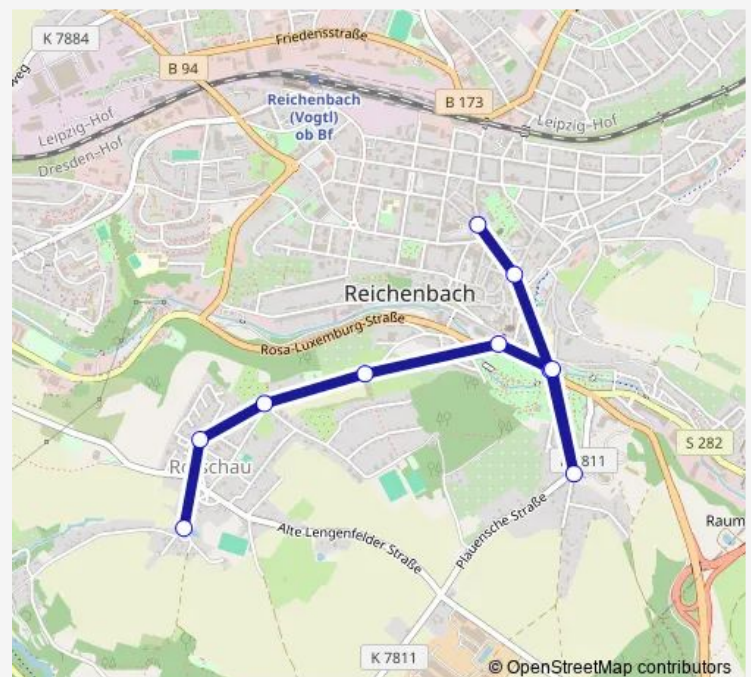 K 7884
Friedensstraße
B 94
Reichenbach
(Vogtl)
ob Bf
B 173
Leipzig-Hof
Leipzig-Hof
Dresden-Hof
Reichenbach
Rosa-Luxemburg-Straße
S 282
811
Alte Lengenfelder Straße
Plauensche Straße
Raum
K 7811
© OpenStreetMap contributors